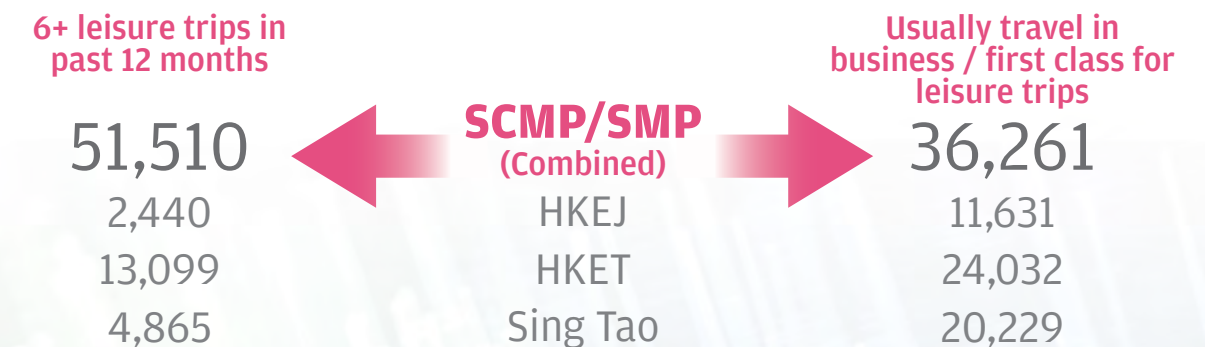 6+ leisure trips in
past 12 months
Usually travel in
business / first class for
leisure trips
51,510
SCMP/SMP
(Combined)
36,261
2,440 HKEJ 11,631
13,099 HKET 24,032
4,865 Sing Tao 20,229